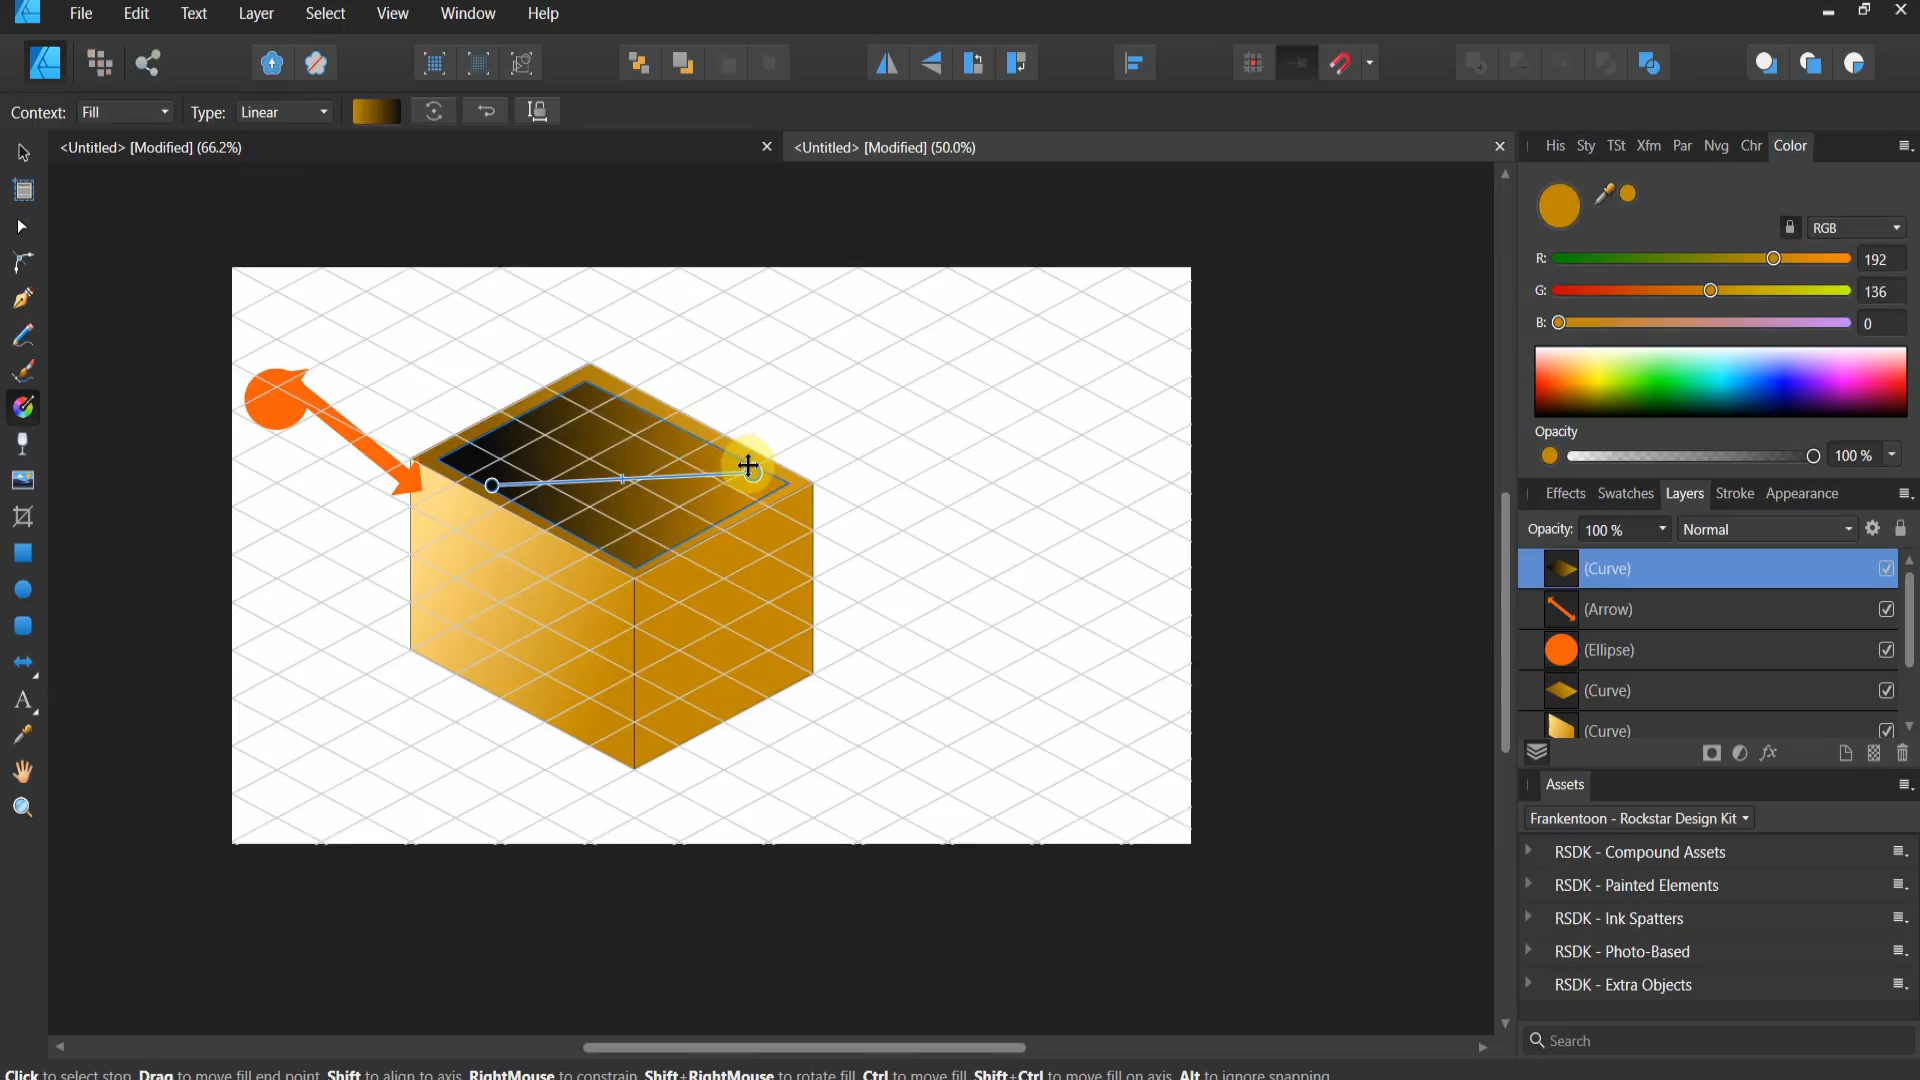 File Edit Text Layer Select View Window Help
Context: Fill Type: Linear
<Untitled> [Modified] (66.2%)
<Untitled> [Modified] (50.0%)
His Sty TSt Xfm Par Nvg Chr Color
RGB
R: 192
G: 136
B: 0
Opacity
100 %
Effects Swatches Layers Stroke Appearance
Opacity: 100 % Normal
(Curve)
(Arrow)
(Ellipse)
(Curve)
(Curve)
Assets
Frankentoon - Rockstar Design Kit
RSDK - Compound Assets
RSDK - Painted Elements
RSDK - Ink Spatters
RSDK - Photo-Based
RSDK - Extra Objects
Search
Click to select stop. Drag to move fill end point. Shift to align to axis. RightMouse to constrain. Shift+RightMouse to rotate fill. Ctrl to move fill. Shift+Ctrl to move fill on axis. Alt to ignore snapping.